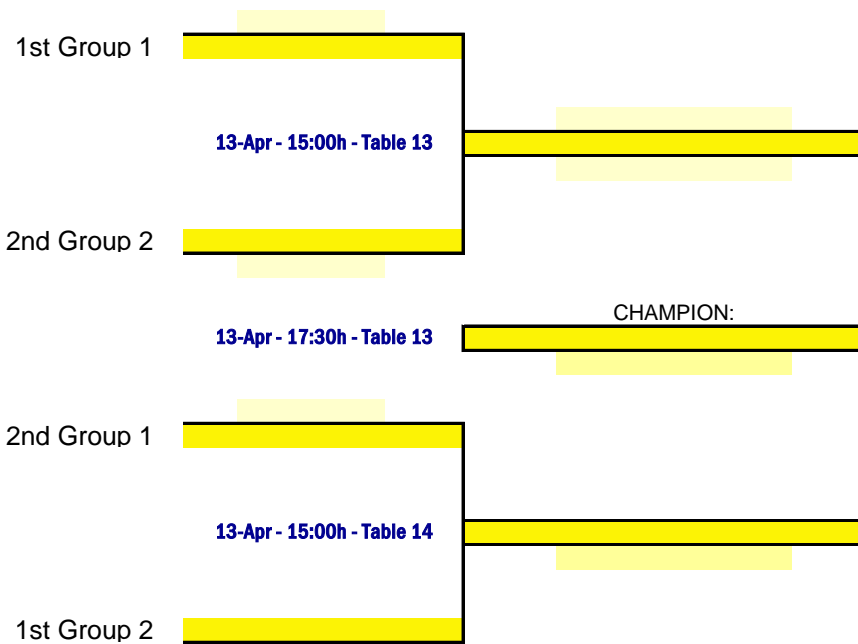 1st Group 1
13-Apr - 15:00h - Table 13
2nd Group 2
13-Apr - 17:30h - Table 13
CHAMPION:
2nd Group 1
13-Apr - 15:00h - Table 14
1st Group 2